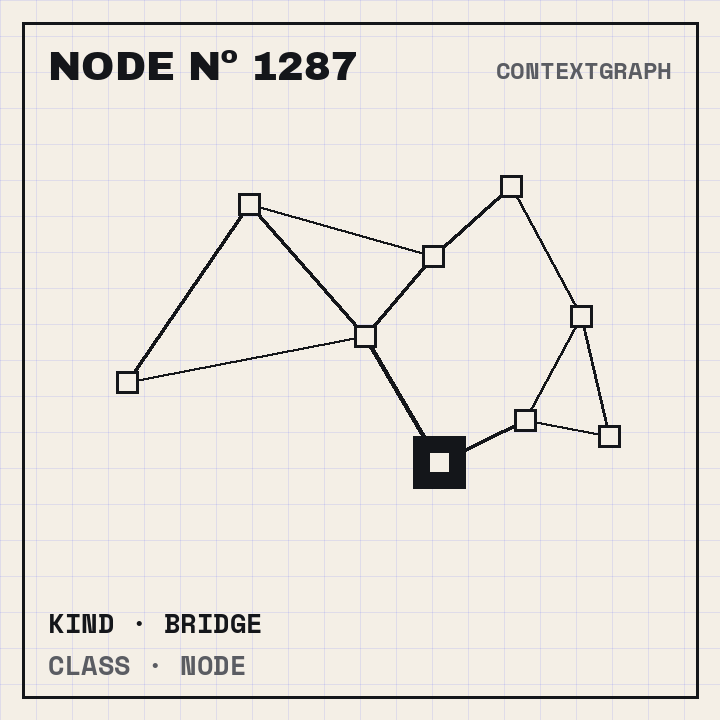 NODE Nº 1287
CONTEXTGRAPH
KIND · BRIDGE
CLASS · NODE